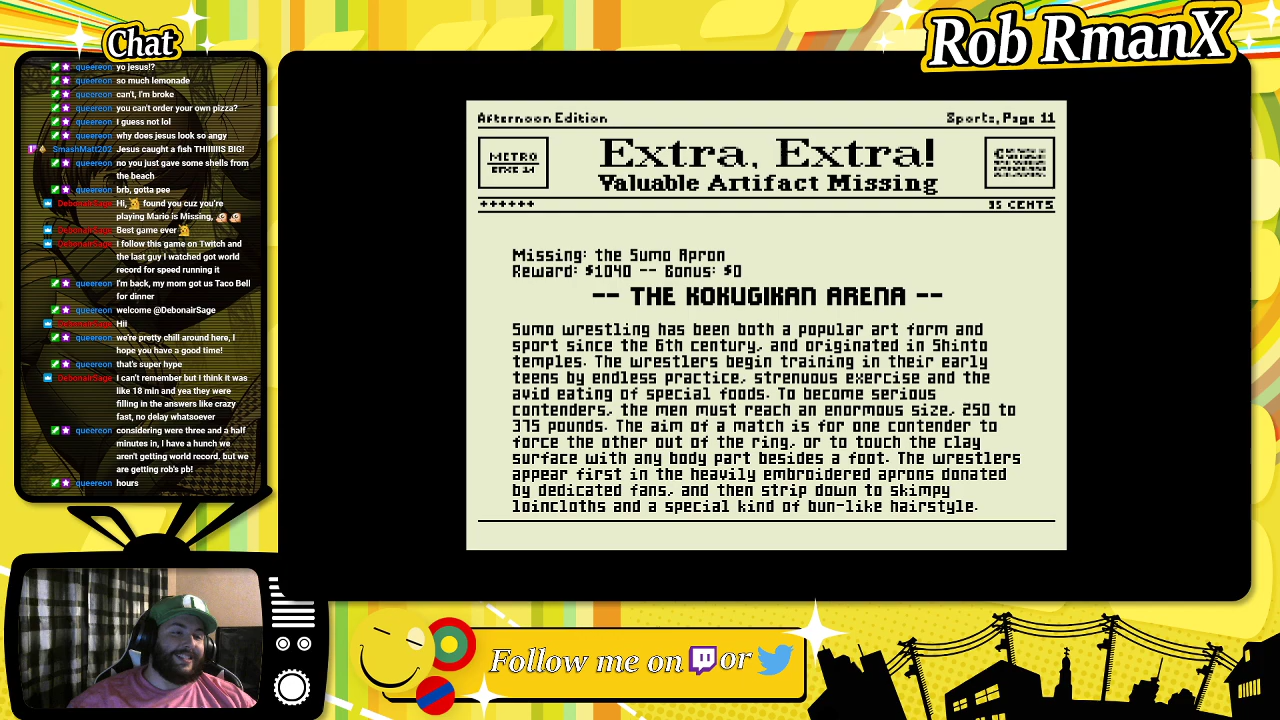 Chat
Rob RmanX
queereon yo jesus!?
queereon so much lemonade
queereon can't, i'm broke
queereon you can't order your own pizza?
queereon I guess not lol
queereon why does jesus look so angry
SmashMatt202 Jesus caught a fish THIIIIIS BIG!
queereon no you just gave some shells from
the beach
queereon brb, gotta pee
DebonairSage Hi, found you cuz you're
playing Mario is Missing,
DebonairSage Best game ever
DebonairSage I follow this game on Twitch and
the last guy I watched got world
record for speed running it
queereon I'm back, my mom got us Taco Bell
for dinner
queereon welcome @DebonairSage
DebonairSage Hi!
queereon we're pretty chill around here, I
hope you have a good time!
queereon that's super hype
DebonairSage I can't remember but I think it was
like 18 min and yea they were
filling in the answers like crazy
fast, no delay whatsoever
queereon considering were three and a half
minutes in, I have a hunch we
aren't getting world record. but we
are getting rob's pb!
queereon hours
Afternoon Edition
Sports, Page 11
METRO
Extra, Extra!
Valuable Artifact Missing
++++++
35 CENTS
Missing: the Sumo Apron
Reward: $1040 -- Bonus: $0
-- THE KOKUGIKAN ARENA --
Sumo wrestling has been both a popular art form and
sport since the 6th century, and originated in Shinto
temples. The wrestlers begin training in their early
teens by endless practice, strenuous exercise and the
avid eating of special foods. To become serious
contenders, the men must reach an enormous size, 250 to
375 pounds. The aim of a match is for one contender to
force the other out of the ring, or to touch the clay
surface with any body part besides a foot. The wrestlers
appear first in heavily emboridered aprons donated
by dedicated fans, and then strip down to skimpy
loincloths and a special kind of bun-like hairstyle.
Follow me on or